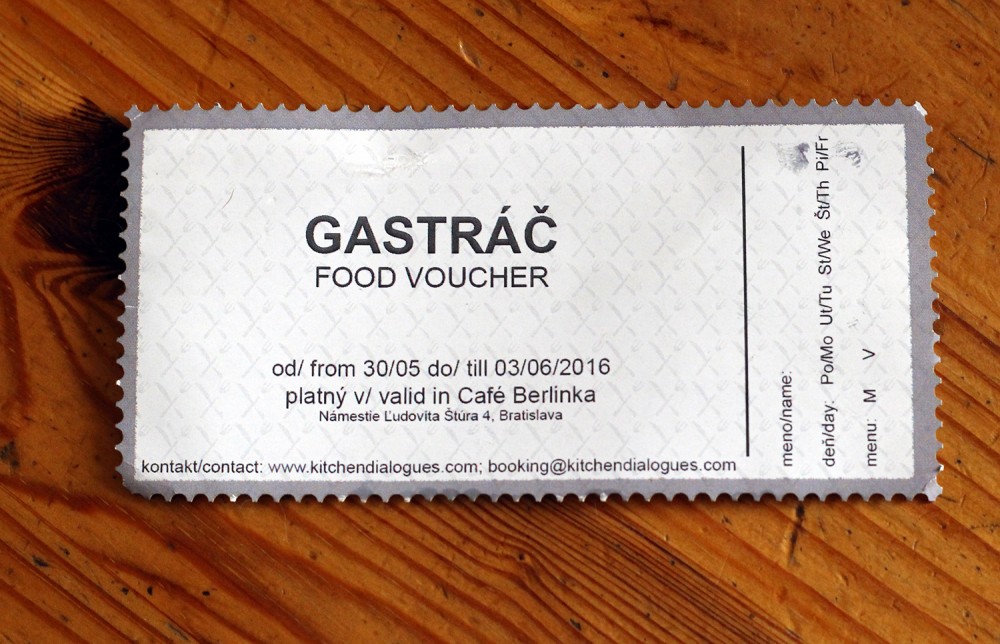 GASTRÁČ
FOOD VOUCHER
od/ from 30/05 do/ till 03/06/2016
platný v/ valid in Café Berlinka
Námestie Ľudovita Štúra 4, Bratislava
kontakt/contact: www.kitchendialogues.com; booking@kitchendialogues.com
meno/name:
deň/day: Po/Mo Ut/Tu St/We Št/Th Pi/Fr
menu: M V